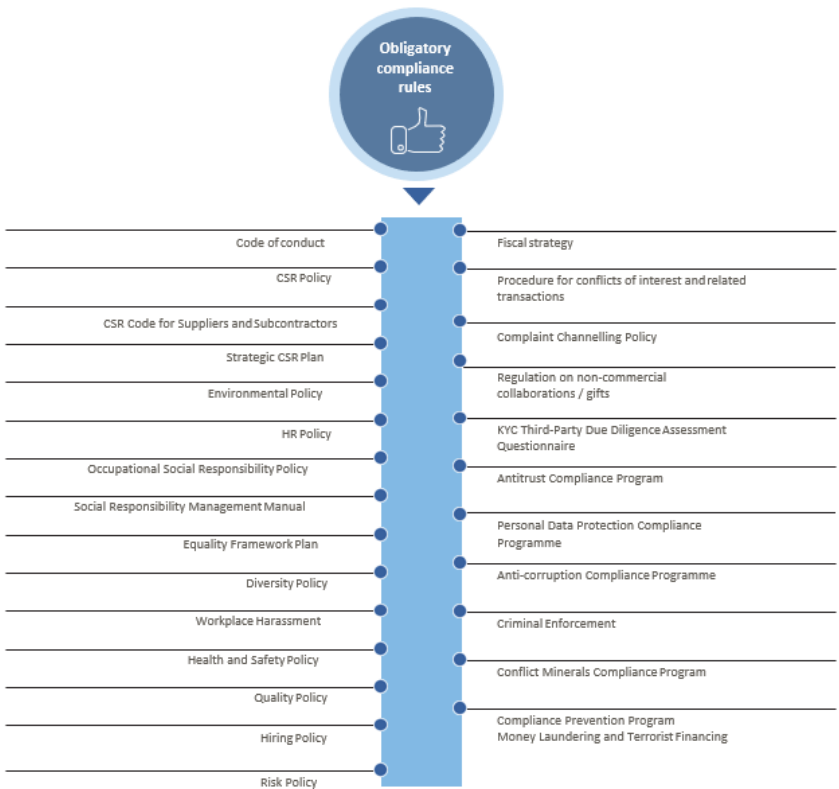 Obligatory
compliance
rules
Code of conduct
CSR Policy
CSR Code for Suppliers and Subcontractors
Strategic CSR Plan
Environmental Policy
HR Policy
Occupational Social Responsibility Policy
Social Responsibility Management Manual
Equality Framework Plan
Diversity Policy
Workplace Harassment
Health and Safety Policy
Quality Policy
Hiring Policy
Risk Policy
Fiscal strategy
Procedure for conflicts of interest and related
transactions
Complaint Channelling Policy
Regulation on non-commercial
collaborations / gifts
KYC Third-Party Due Diligence Assessment
Questionnaire
Antitrust Compliance Program
Personal Data Protection Compliance
Programme
Anti-corruption Compliance Programme
Criminal Enforcement
Conflict Minerals Compliance Program
Compliance Prevention Program
Money Laundering and Terrorist Financing